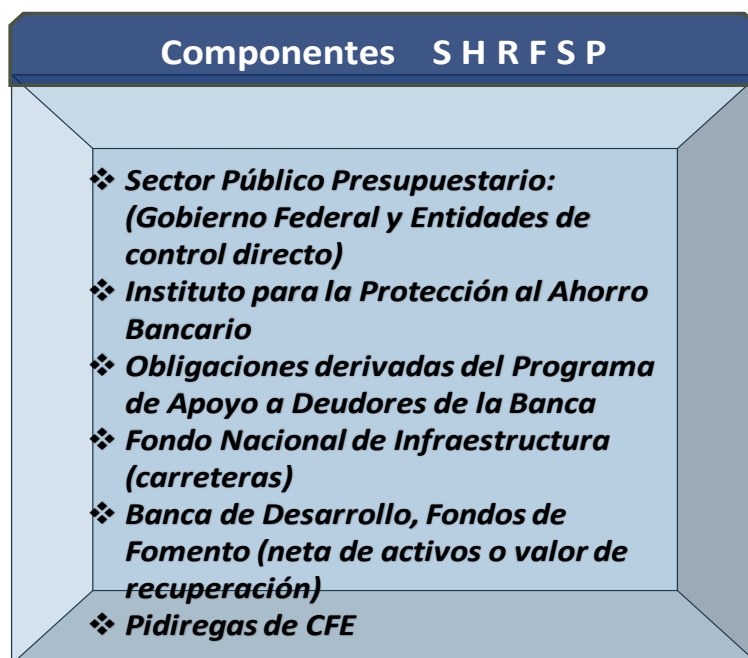 Componentes S H R F S P
❖ Sector Público Presupuestario:
(Gobierno Federal y Entidades de
control directo)
❖ Instituto para la Protección al Ahorro
Bancario
❖ Obligaciones derivadas del Programa
de Apoyo a Deudores de la Banca
❖ Fondo Nacional de Infraestructura
(carreteras)
❖ Banca de Desarrollo, Fondos de
Fomento (neta de activos o valor de
recuperación)
❖ Pidiregas de CFE